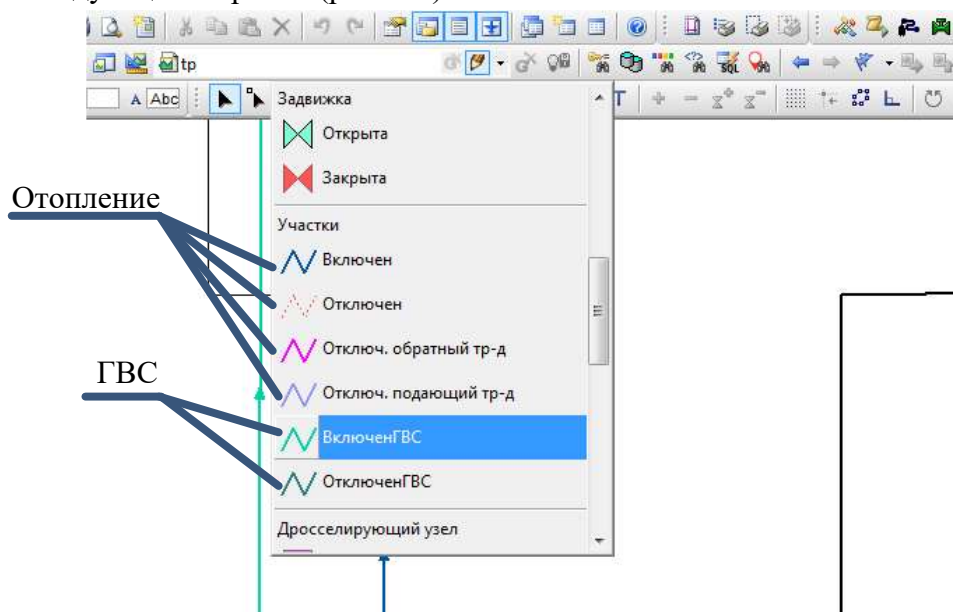 tp
A Abc
T
SQL
Задвижка
Открыта
Закрыта
Отопление
Участки
Включен
Отключен
Отключ. обратный тр-д
ГВС
Отключ. подающий тр-д
ВключенГВС
ОтключенГВС
Дросселирующий узел